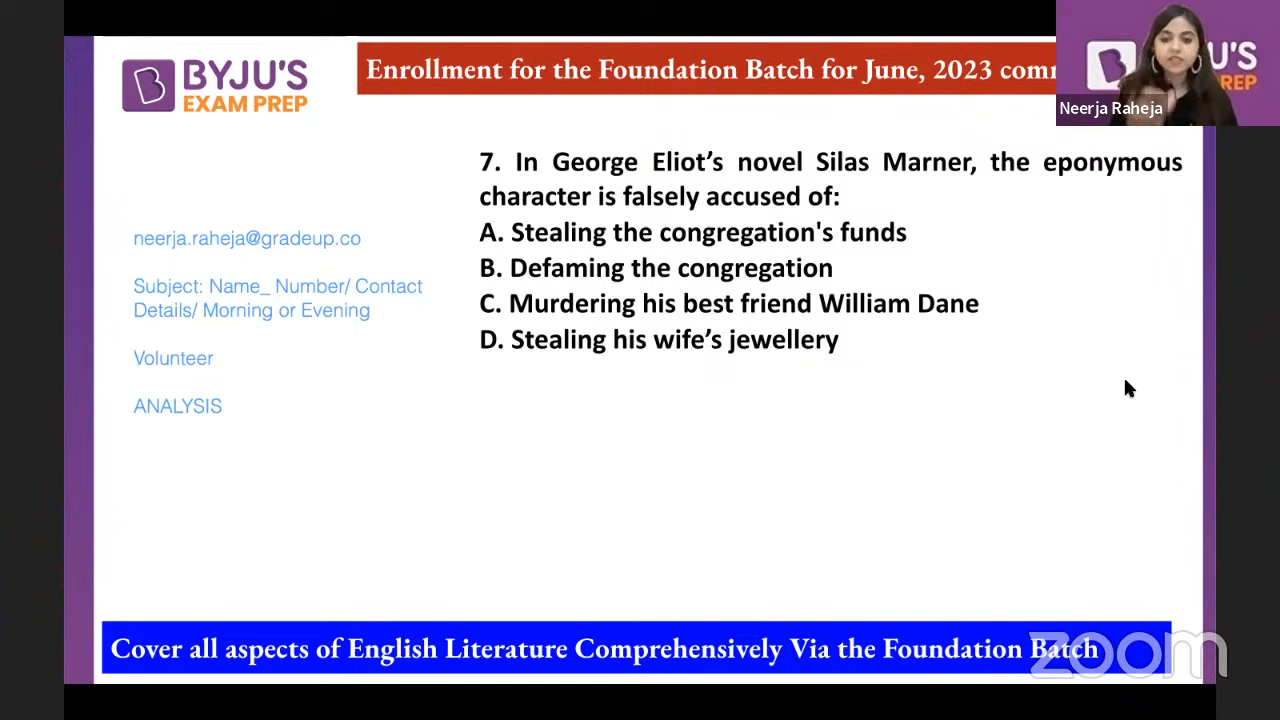 BYJU'S
EXAM PREP
Enrollment for the Foundation Batch for June, 2023
Neerja Raheja
neerja.raheja@gradeup.co
Subject: Name_ Number/ Contact
Details/ Morning or Evening
Volunteer
ANALYSIS
7. In George Eliot’s novel Silas Marner, the eponymous
character is falsely accused of:
A. Stealing the congregation's funds
B. Defaming the congregation
C. Murdering his best friend William Dane
D. Stealing his wife’s jewellery
Cover all aspects of English Literature Comprehensively Via the Foundation Batch
zoom